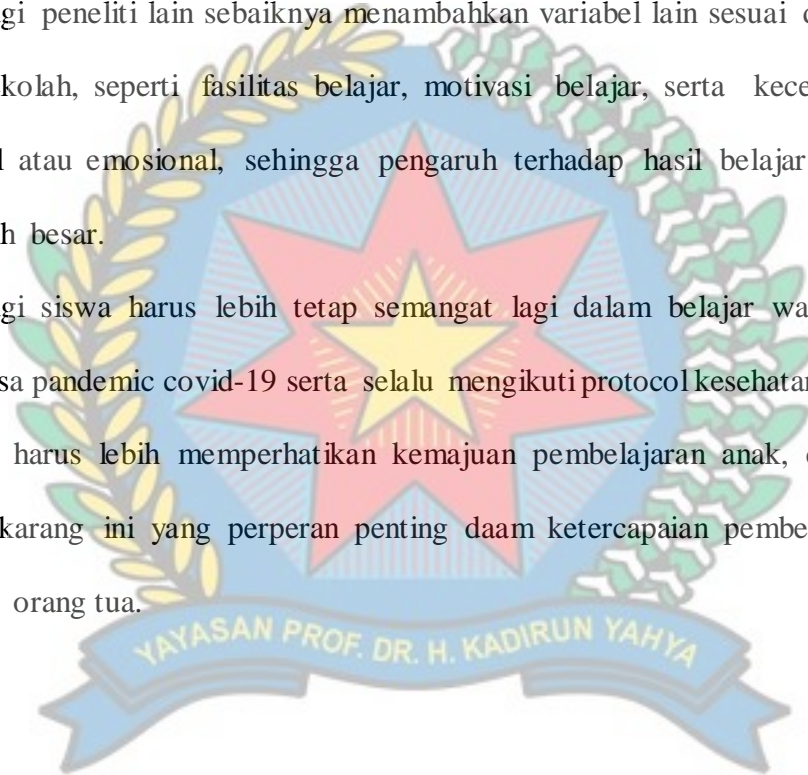 gi peneliti lain sebaiknya menambahkan variabel lain sesuai
kolah, seperti fasilitas belajar, motivasi belajar, serta kece
l atau emosional, sehingga pengaruh terhadap hasil belajar
h besar.
gi siswa harus lebih tetap semangat lagi dalam belajar wa
sa pandemic covid-19 serta selalu mengikuti protocol kesehatan
harus lebih memperhatikan kemajuan pembelajaran anak,
karang ini yang perperan penting daam ketercapaian pembe
orang tua.
YAYASAN PROF. DR. H. KADIRUN YAHYA